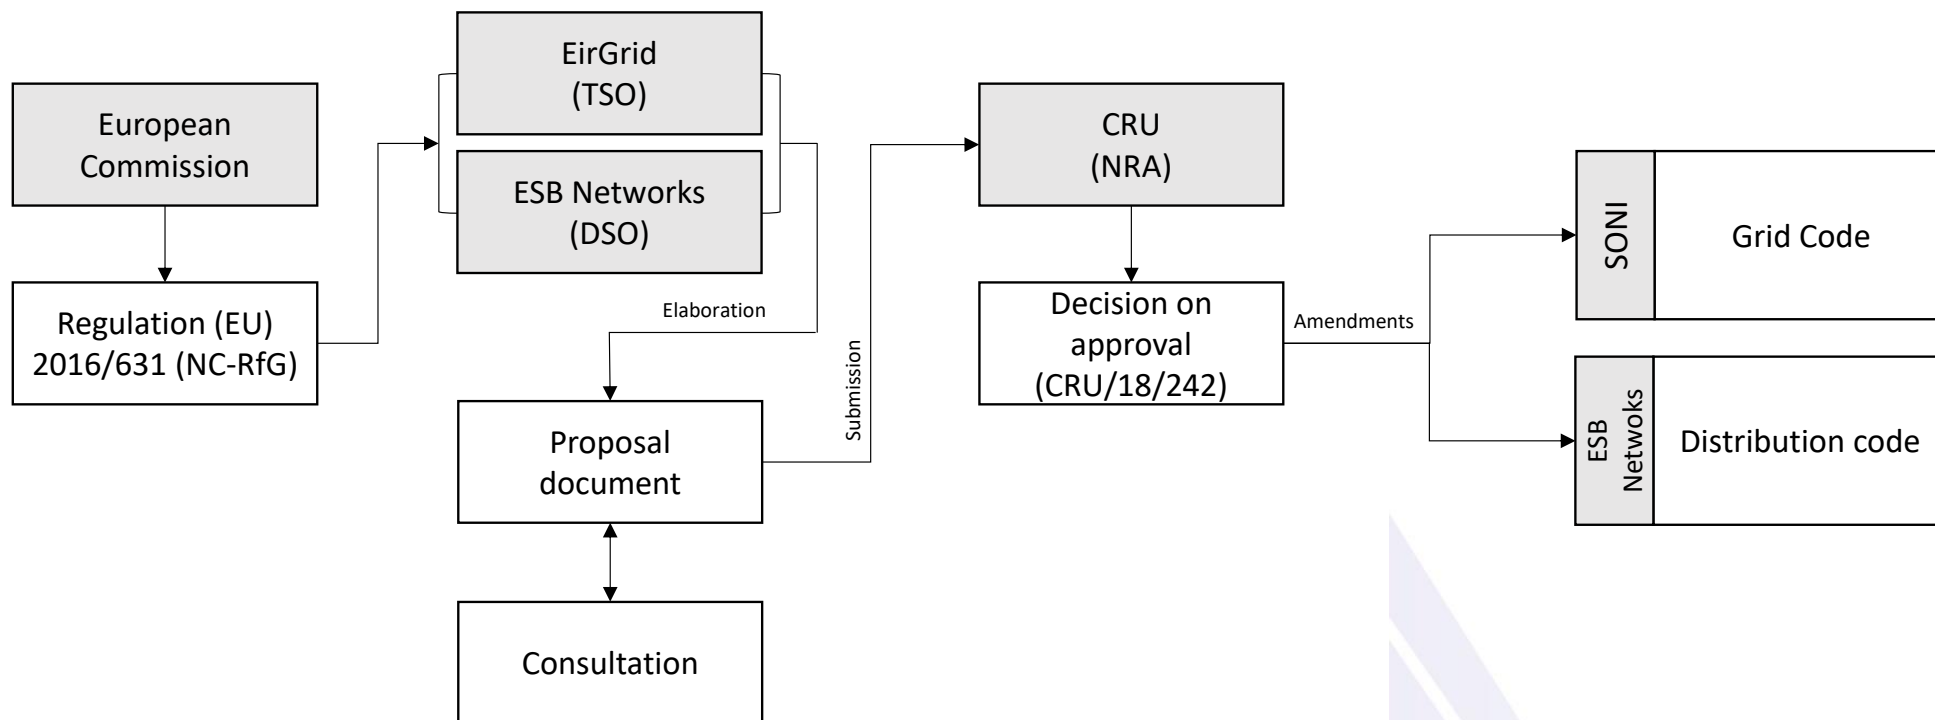 European
Commission
Regulation (EU)
2016/631 (NC-RfG)
EirGrid
(TSO)
ESB Networks
(DSO)
Elaboration
Proposal
document
Consultation
Submission
CRU
(NRA)
Decision on
approval
(CRU/18/242)
Amendments
SONI
Grid Code
ESB
Netwoks
Distribution code